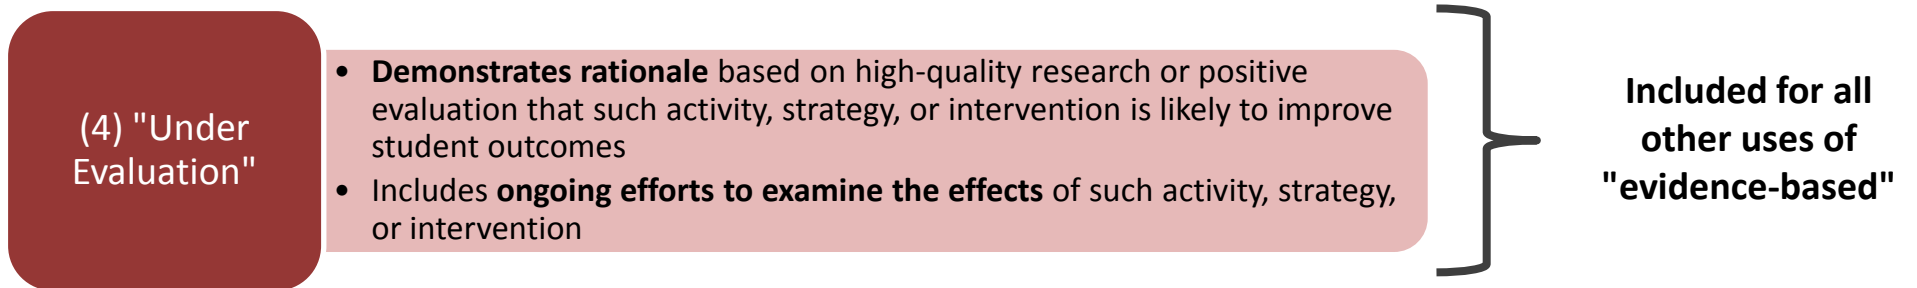 (4) "Under
Evaluation"
• Demonstrates rationale based on high-quality research or positive
evaluation that such activity, strategy, or intervention is likely to improve
student outcomes
• Includes ongoing efforts to examine the effects of such activity, strategy,
or intervention
Included for all
other uses of
"evidence-based"